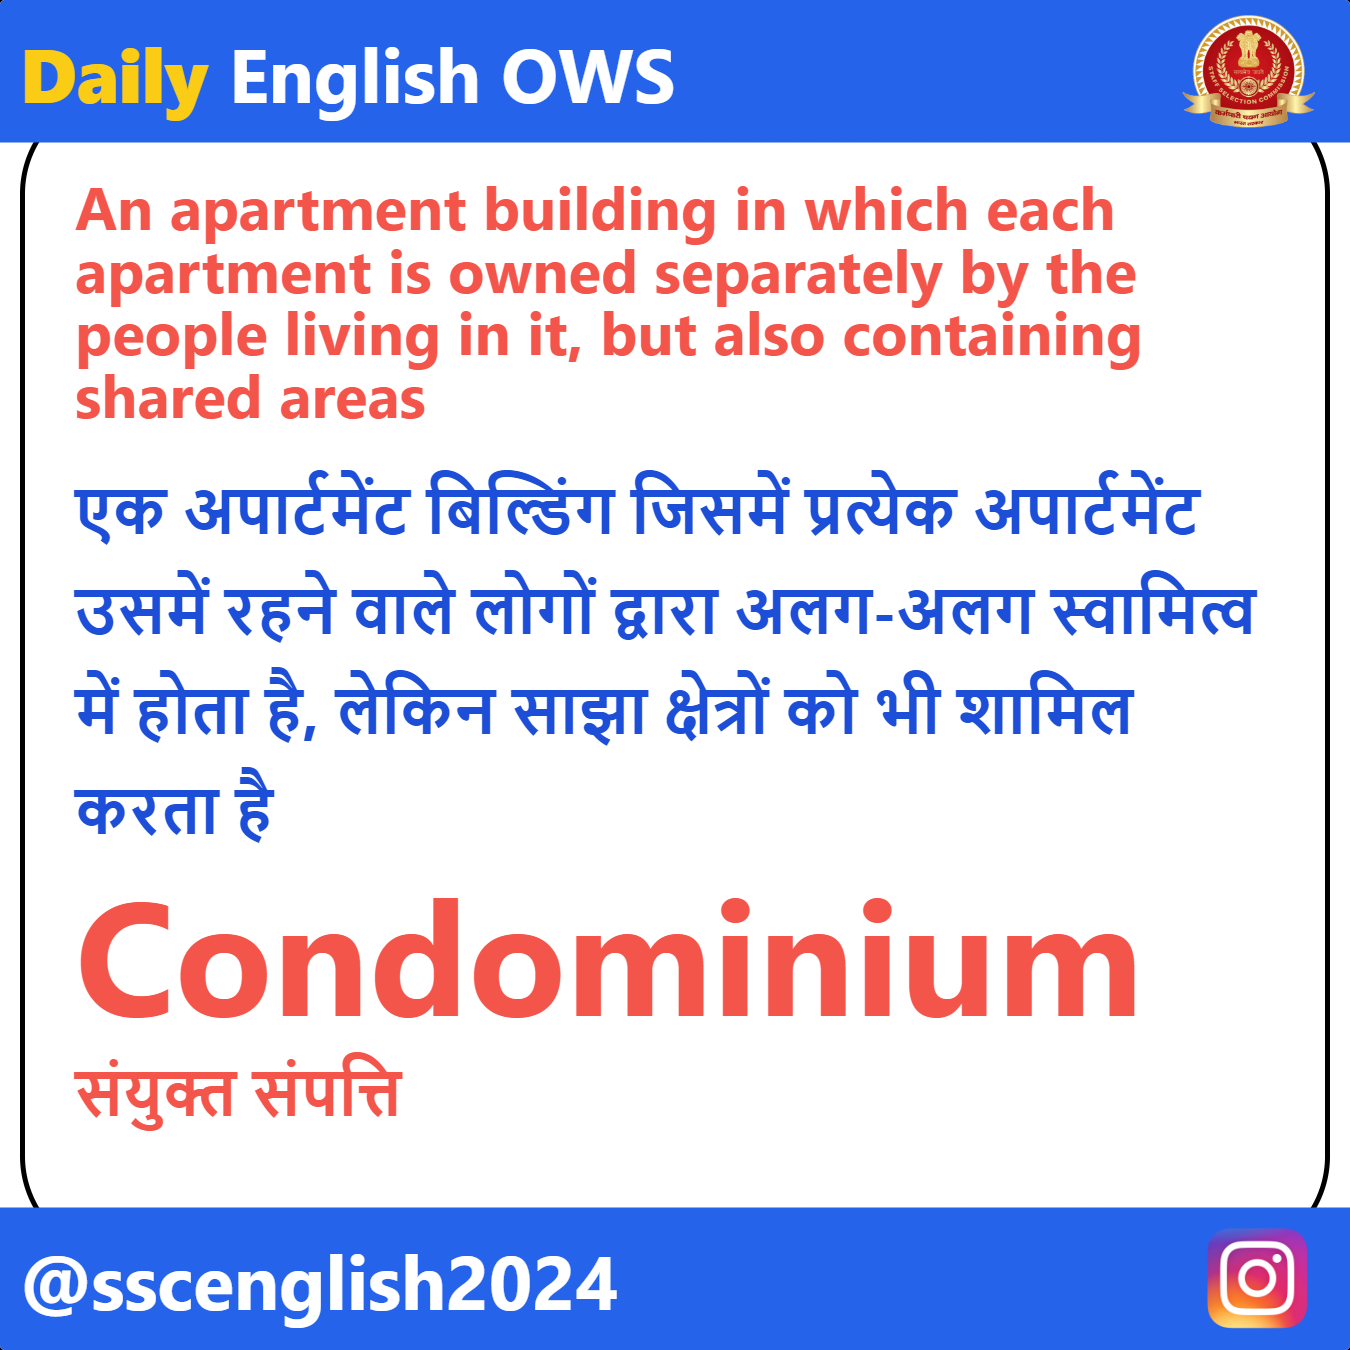 Daily English OWS
STAFF SELECTION COMMISSION
कर्मचारी चयन आयोग
भारत सरकार
An apartment building in which each
apartment is owned separately by the
people living in it, but also containing
shared areas
एक अपार्टमेंट बिल्डिंग जिसमें प्रत्येक अपार्टमेंट
उसमें रहने वाले लोगों द्वारा अलग-अलग स्वामित्व
में होता है, लेकिन साझा क्षेत्रों को भी शामिल
करता है
Condominium
संयुक्त संपत्ति
@sscenglish2024